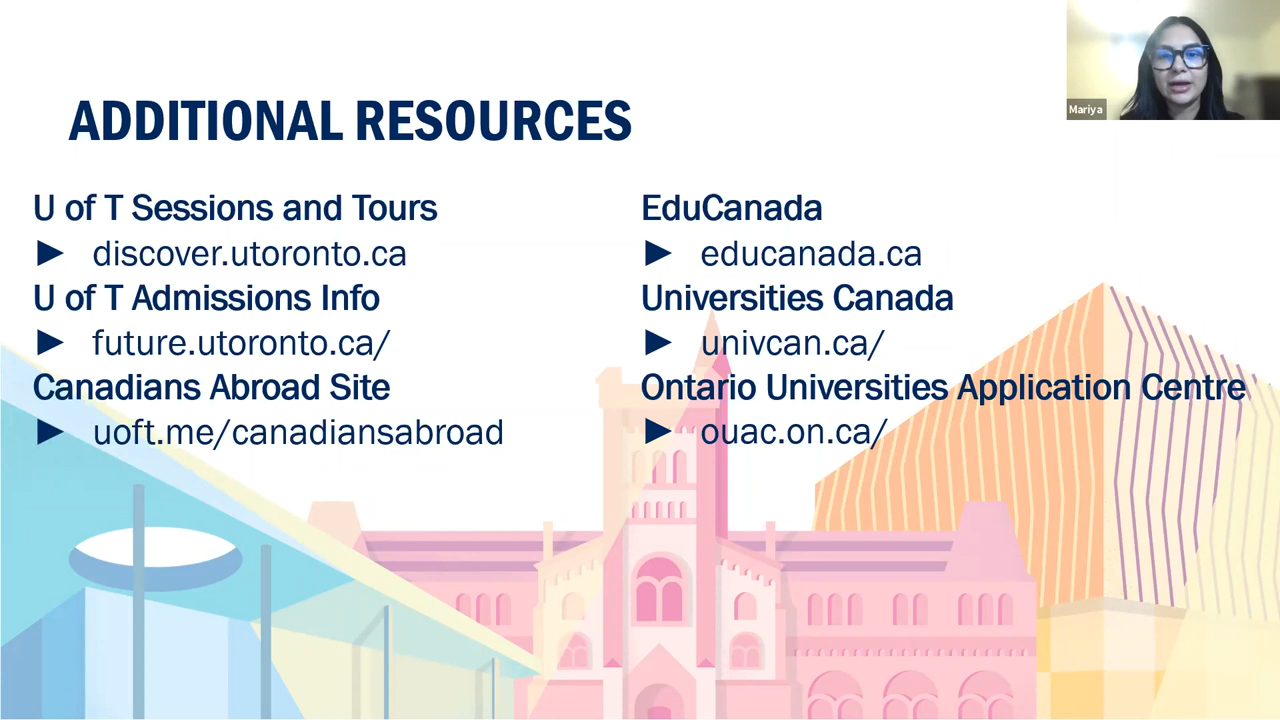 ADDITIONAL RESOURCES
U of T Sessions and Tours
► discover.utoronto.ca
U of T Admissions Info
► future.utoronto.ca/
Canadians Abroad Site
► uoft.me/canadiansabroad
EduCanada
► educanada.ca
Universities Canada
► univcan.ca/
Ontario Universities Application Centre
► ouac.on.ca/
Mariya